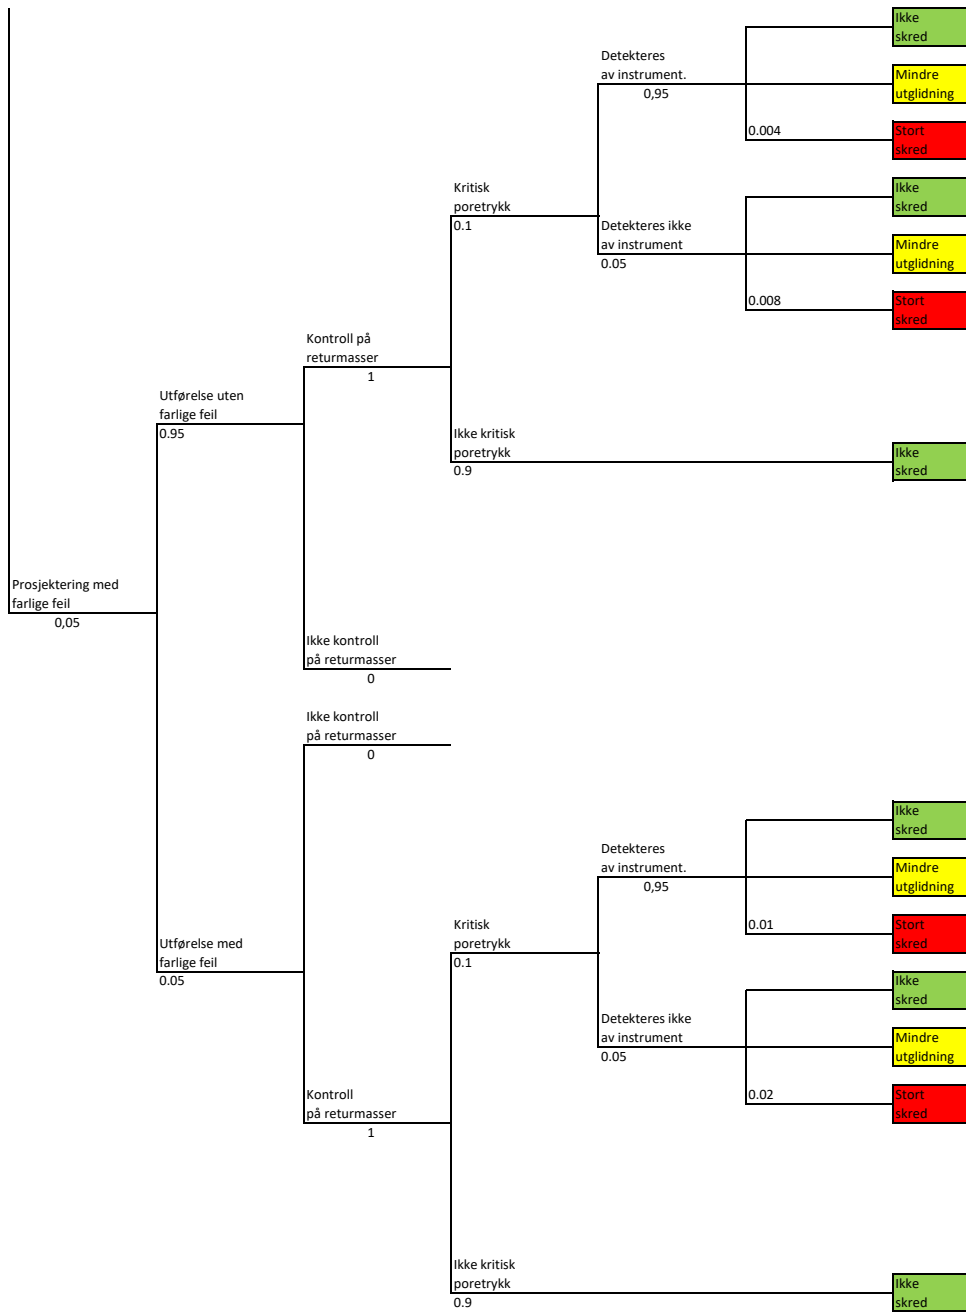 Ikke
skred
Detekteres
av instrument.
0,95
Mindre
utglidning
0.004
Stort
skred
Kritisk
poretrykk
0.1
Ikke
skred
Detekteres ikke
av instrument
0.05
Mindre
utglidning
0.008
Stort
skred
Kontroll på
returmasser
1
Utførelse uten
farlige feil
0.95
Ikke kritisk
poretrykk
0.9
Ikke
skred
Prosjektering med
farlige feil
0,05
Ikke kontroll
på returmasser
0
Ikke kontroll
på returmasser
0
Ikke
skred
Detekteres
av instrument.
0,95
Mindre
utglidning
0.01
Stort
skred
Kritisk
poretrykk
0.1
Utførelse med
farlige feil
0.05
Ikke
skred
Detekteres ikke
av instrument
0.05
Mindre
utglidning
0.02
Stort
skred
Kontroll
på returmasser
1
Ikke kritisk
poretrykk
0.9
Ikke
skred